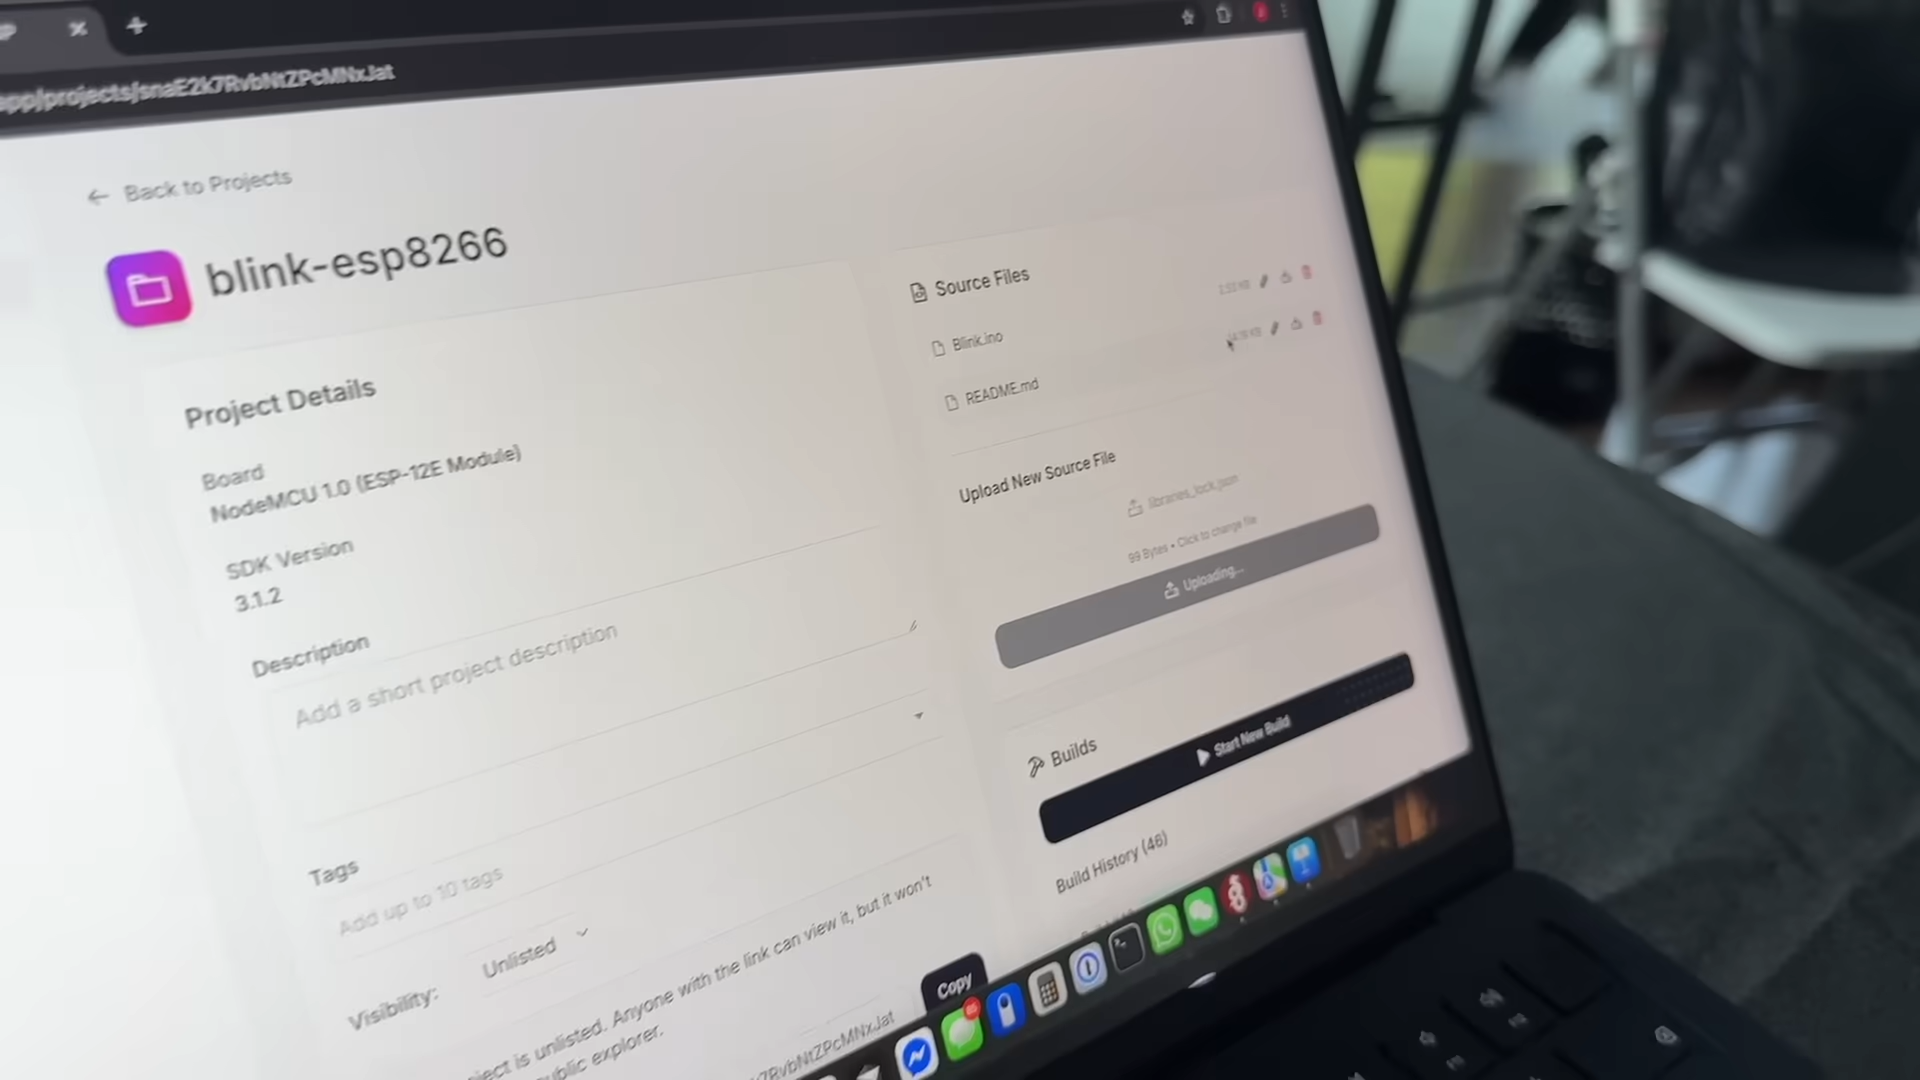 app/projects/snaE2k7RvbNtZPcMNxJat
Back to Projects
blink-esp8266
Project Details
Board
NodeMCU 1.0 (ESP-12E Module)
SDK Version
3.1.2
Description
Add a short project description
Tags
Add up to 10 tags
Visibility:
Unlisted
ject is unlisted. Anyone with the link can view it, but it won't
ublic explorer.
7RvbNtZPcMNxJat
Copy
Source Files
Blink.ino
README.md
Upload New Source File
libraries_lock.json
99 Bytes • Click to change file
Uploading...
Builds
Start New Build
Build History (46)